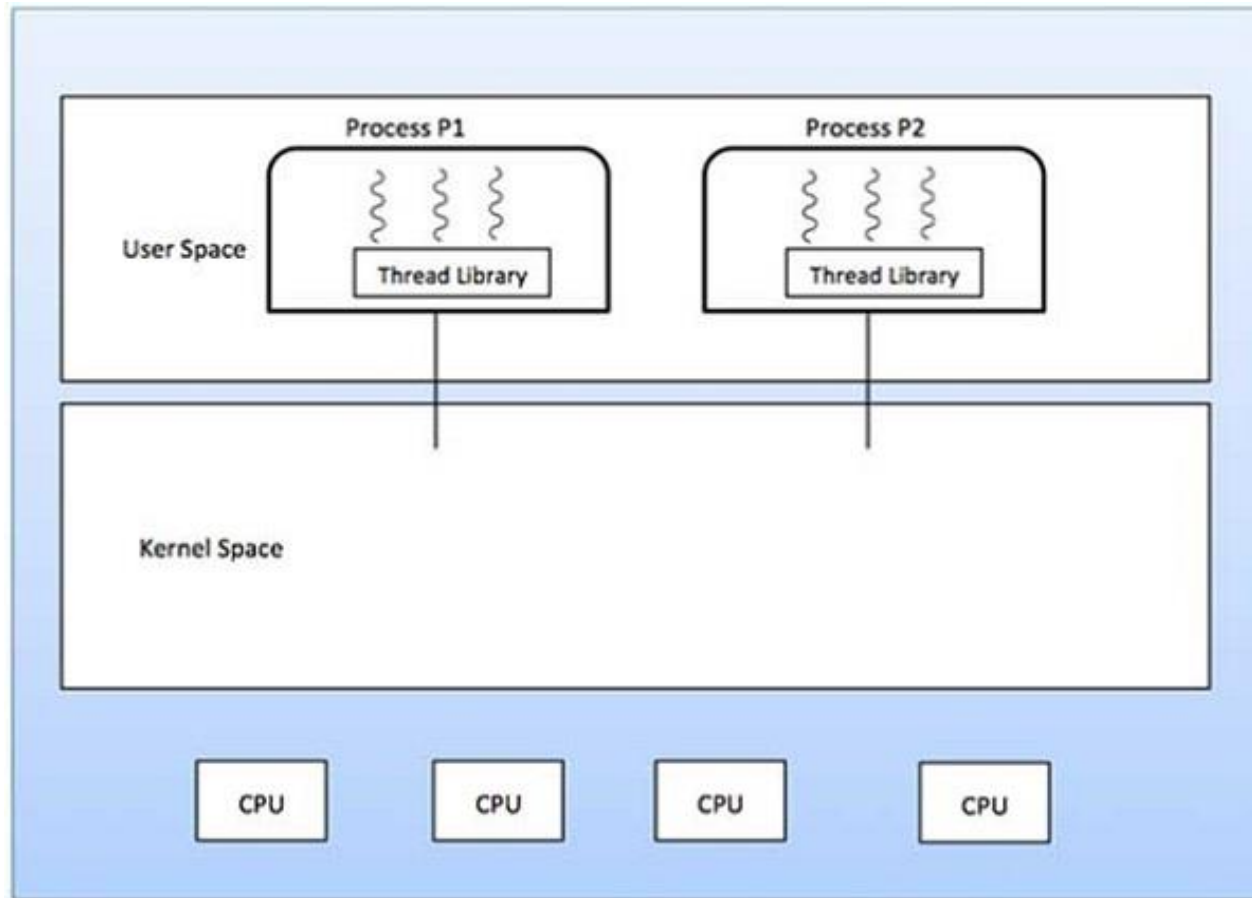 Process P1
Process P2
User Space
Thread Library
Thread Library
Kernel Space
CPU
CPU
CPU
CPU